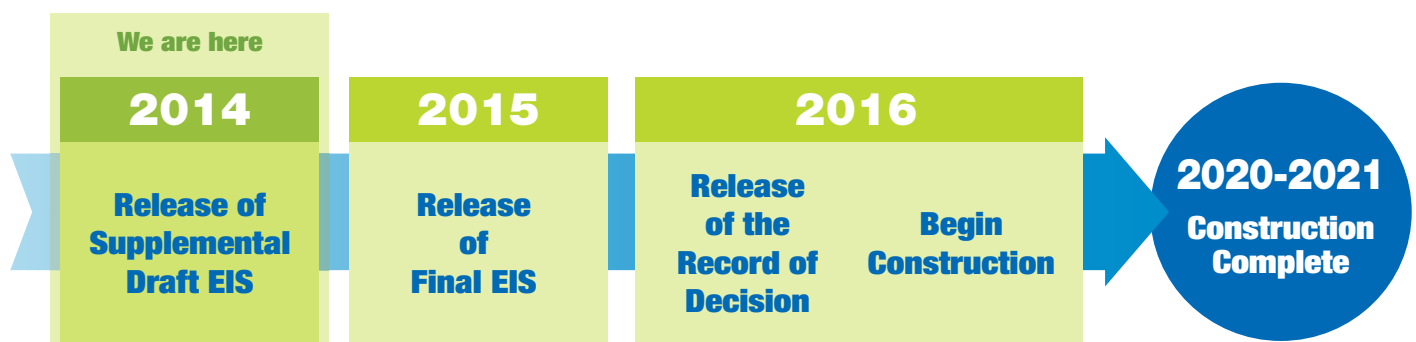 We are here
2014
Release of
Supplemental
Draft EIS
2015
Release
of
Final EIS
2016
Release
of the
Record of
Decision
Begin
Construction
2020-2021
Construction
Complete